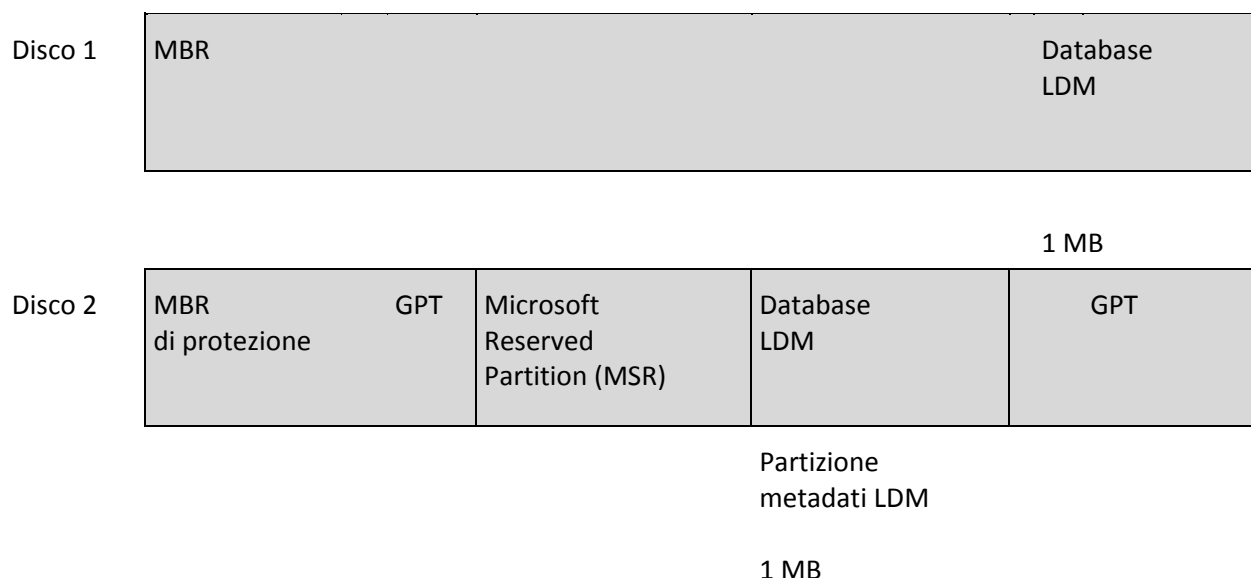 Disco 1
MBR
Database
LDM
1 MB
Disco 2
MBR
di protezione
GPT
Microsoft
Reserved
Partition (MSR)
Database
LDM
GPT
Partizione
metadati LDM
1 MB